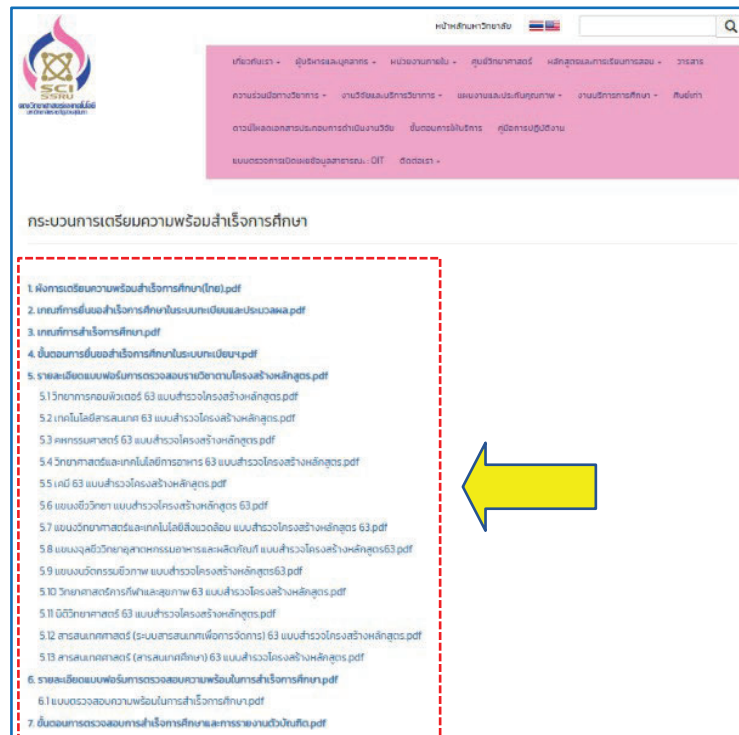 หน้าหลักมหาวิทยาลัย
เกี่ยวกับเรา ผู้บริหารและบุคลากร หน่วยงานภายใน ศูนย์วิทยาศาสตร์ หลักสูตรและการเรียนการสอน วารสาร
ความร่วมมือทางวิชาการ งานวิจัยและบริการวิชาการ แผนงานและประกันคุณภาพ งานบริการการศึกษา ศิษย์เก่า
ดาวน์โหลดเอกสารประกอบการดำเนินงานวิจัย ขั้นตอนการให้บริการ คู่มือการปฏิบัติงาน
แบบตรวจการเปิดเผยข้อมูลสาธารณะ : OIT ติดต่อเรา
SCI
SSRU
คณะวิทยาศาสตร์และเทคโนโลยี
มหาวิทยาลัยราชภัฏสวนสุนันทา
กระบวนการเตรียมความพร้อมสำเร็จการศึกษา
1. ผังการเตรียมความพร้อมสำเร็จการศึกษา(ไทย).pdf
2. เกณฑ์การยื่นขอสำเร็จการศึกษาในระบบทะเบียนและประมวลผล.pdf
3. เกณฑ์การสำเร็จการศึกษา.pdf
4. ขั้นตอนการยื่นขอสำเร็จการศึกษาในระบบทะเบียนฯ.pdf
5. รายละเอียดแบบฟอร์มการตรวจสอบรายวิชาตามโครงสร้างหลักสูตร.pdf
5.1 วิทยาการคอมพิวเตอร์ 63 แบบสำรวจโครงสร้างหลักสูตร.pdf
5.2 เทคโนโลยีสารสนเทศ 63 แบบสำรวจโครงสร้างหลักสูตร.pdf
5.3 คหกรรมศาสตร์ 63 แบบสำรวจโครงสร้างหลักสูตร.pdf
5.4 วิทยาศาสตร์และเทคโนโลยีการอาหาร 63 แบบสำรวจโครงสร้างหลักสูตร.pdf
5.5 เคมี 63 แบบสำรวจโครงสร้างหลักสูตร.pdf
5.6 แขนงชีววิทยา แบบสำรวจโครงสร้างหลักสูตร 63.pdf
5.7 แขนงวิทยาศาสตร์และเทคโนโลยีสิ่งแวดล้อม แบบสำรวจโครงสร้างหลักสูตร 63.pdf
5.8 แขนงจุลชีววิทยาอุตสาหกรรมอาหารและผลิตภัณฑ์ แบบสำรวจโครงสร้างหลักสูตร63.pdf
5.9 แขนงนวัตกรรมชีวภาพ แบบสำรวจโครงสร้างหลักสูตร63.pdf
5.10 วิทยาศาสตร์การกีฬาและสุขภาพ 63 แบบสำรวจโครงสร้างหลักสูตร.pdf
5.11 นิติวิทยาศาสตร์ 63 แบบสำรวจโครงสร้างหลักสูตร.pdf
5.12 สารสนเทศศาสตร์ (ระบบสารสนเทศเพื่อการจัดการ) 63 แบบสำรวจโครงสร้างหลักสูตร.pdf
5.13 สารสนเทศศาสตร์ (สารสนเทศศึกษา) 63 แบบสำรวจโครงสร้างหลักสูตร.pdf
6. รายละเอียดแบบฟอร์มการตรวจสอบความพร้อมในการสำเร็จการศึกษา.pdf
6.1 แบบตรวจสอบความพร้อมในการสำเร็จการศึกษา.pdf
7. ขั้นตอนการตรวจสอบการสำเร็จการศึกษาและการรายงานตัวบัณฑิต.pdf